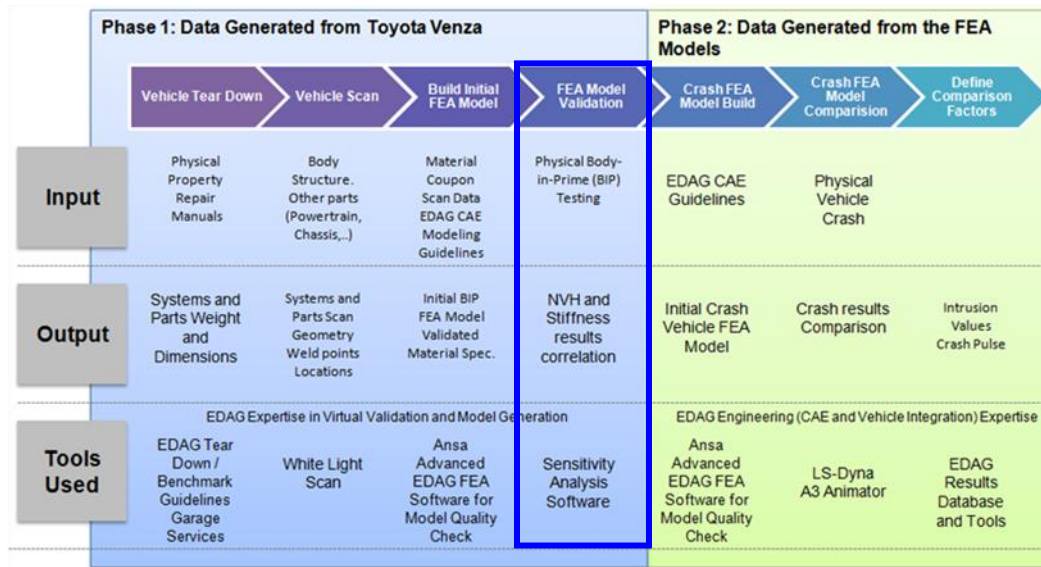 Phase 1: Data Generated from Toyota Venza
Phase 2: Data Generated from the FEA
Models
Vehicle Tear Down
Vehicle Scan
Build Initial
FEA Model
FEA Model
Validation
Crash FEA
Model Build
Crash FEA
Model
Comparision
Define
Comparison
Factors
Input
Physical
Property
Repair
Manuals
Body
Structure.
Other parts
(Powertrain,
Chassis,..)
Material
Coupon
Scan Data
EDAG CAE
Modeling
Guidelines
Physical Body-
in-Prime (BIP)
Testing
EDAG CAE
Guidelines
Physical
Vehicle
Crash
Output
Systems and
Parts Weight
and
Dimensions
Systems and
Parts Scan
Geometry
Weld points
Locations
Initial BIP
FEA Model
Validated
Material Spec.
NVH and
Stiffness
results
correlation
Initial Crash
Vehicle FEA
Model
Crash results
Comparison
Intrusion
Values
Crash Pulse
EDAG Expertise in Virtual Validation and Model Generation
EDAG Engineering (CAE and Vehicle Integration) Expertise
Tools
Used
EDAG Tear
Down /
Benchmark
Guidelines
Garage
Services
White Light
Scan
Ansa
Advanced
EDAG FEA
Software for
Model Quality
Check
Sensitivity
Analysis
Software
Ansa
Advanced
EDAG FEA
Software for
Model Quality
Check
LS-Dyna
A3 Animator
EDAG
Results
Database
and Tools